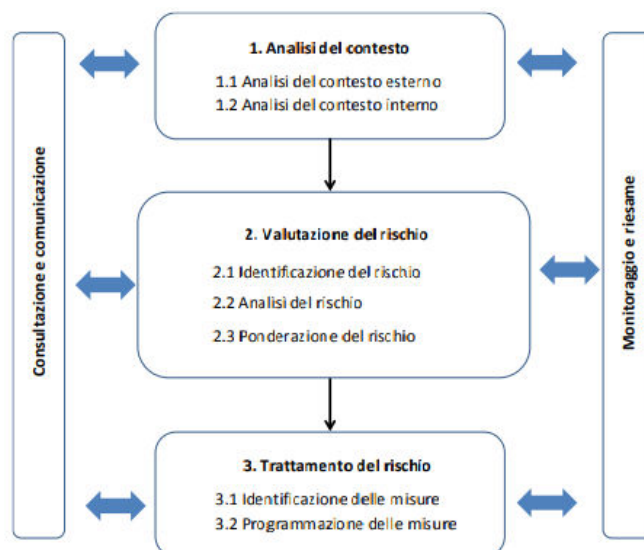 Consultazione e comunicazione
1. Analisi del contesto
1.1 Analisi del contesto esterno
1.2 Analisi del contesto interno
2. Valutazione del rischio
2.1 Identificazione del rischio
2.2 Analisi del rischio
2.3 Ponderazione del rischio
3. Trattamento del rischio
3.1 Identificazione delle misure
3.2 Programmazione delle misure
Monitoraggio e riesame